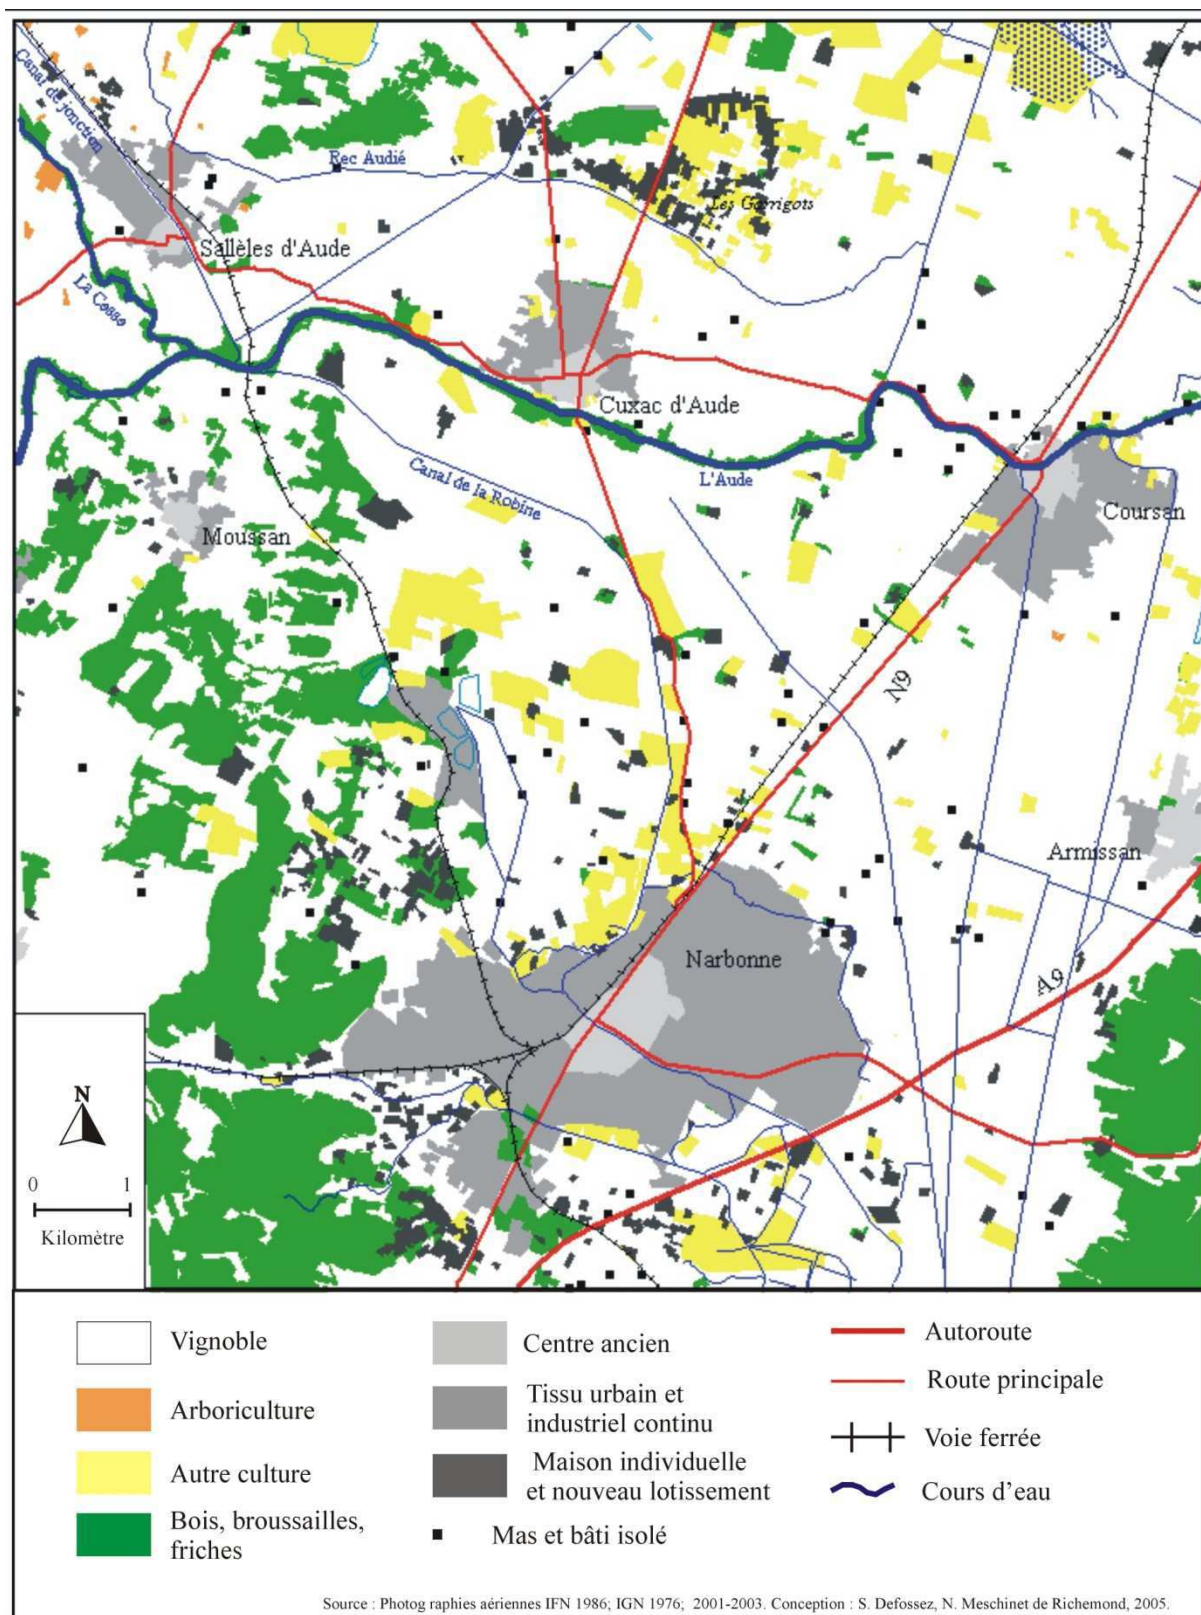 Canal de jonction
Rec Audié
Les Garrigots
Sallèles d'Aude
La Cesse
Cuxac d'Aude
Canal de la Robine
L'Aude
Coursan
Moussan
N9
Armissan
Narbonne
A9
N
0 1
Kilomètre
Vignoble
Arboriculture
Autre culture
Bois, broussailles,
friches
Centre ancien
Tissu urbain et
industriel continu
Maison individuelle
et nouveau lotissement
Mas et bâti isolé
Autoroute
Route principale
Voie ferrée
Cours d'eau
Source : Photog raphies aériennes IFN 1986; IGN 1976; 2001-2003. Conception : S. Defossez, N. Meschinet de Richemond, 2005.